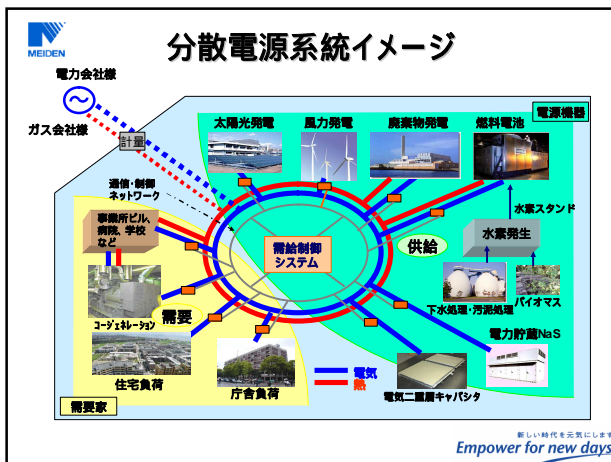 MEIDEN
分散電源系統イメージ
電力会社様
ガス会社様
計量
通信・制御
ネットワーク
太陽光発電
風力発電
廃棄物発電
燃料電池
電源機器
事業所ビル、
病院、学校
など
需給制御
システム
供給
水素スタンド
水素発生
下水処理・汚泥処理
バイオマス
コージェネレーション
需要
住宅負荷
庁舎負荷
電気
熱
電気二重層キャパシタ
電力貯蔵NaS
需要家
新しい時代を元気にします
Empower for new days